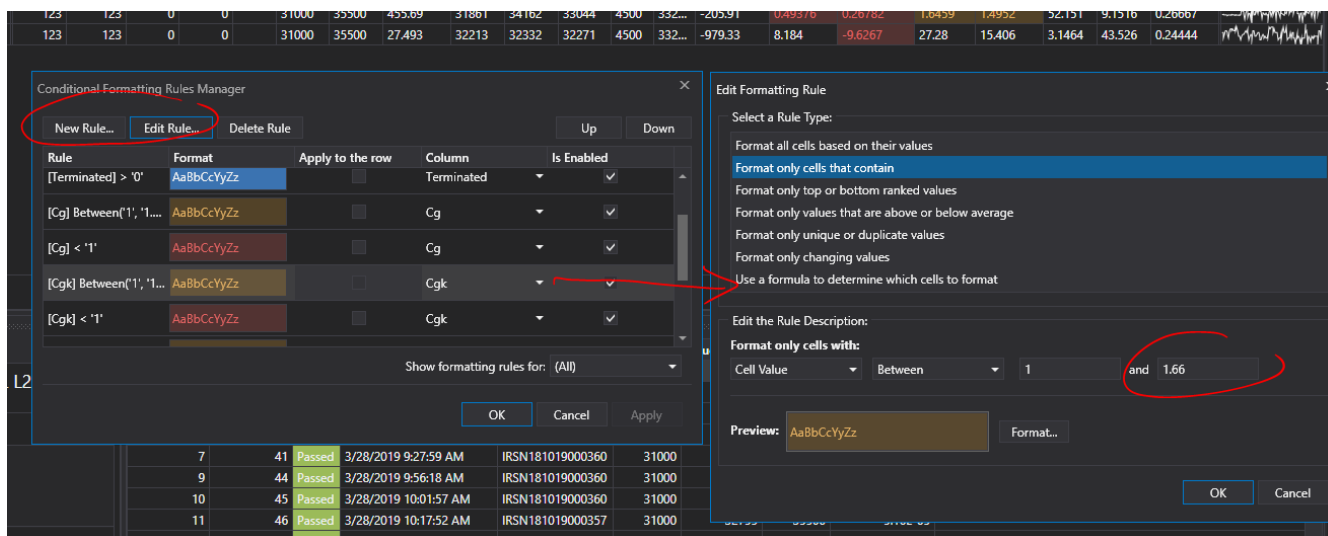 123 123 0 0 31000 35500 455.69 31861 34162 33044 4500 332... -205.91 0.49376 0.26782 1.6459 1.4952 52.151 9.1516 0.26667
123 123 0 0 31000 35500 27.493 32213 32332 32271 4500 332... -979.33 8.184 -9.6267 27.28 15.406 3.1464 43.526 0.24444
Conditional Formatting Rules Manager
New Rule... Edit Rule... Delete Rule Up Down
Rule Format Apply to the row Column Is Enabled
[Terminated] > '0' AaBbCcYyZz Terminated
[Cg] Between('1', '1.... AaBbCcYyZz Cg
[Cg] < '1' AaBbCcYyZz Cg
[Cgk] Between('1', '1... AaBbCcYyZz Cgk
[Cgk] < '1' AaBbCcYyZz Cgk
Show formatting rules for: (All)
OK Cancel Apply
Edit Formatting Rule
Select a Rule Type:
Format all cells based on their values
Format only cells that contain
Format only top or bottom ranked values
Format only values that are above or below average
Format only unique or duplicate values
Format only changing values
Use a formula to determine which cells to format
Edit the Rule Description:
Format only cells with:
Cell Value Between 1 and 1.66
Preview: AaBbCcYyZz Format...
OK Cancel
L2
7 41 Passed 3/28/2019 9:27:59 AM IRSN181019000360 31000
9 44 Passed 3/28/2019 9:56:18 AM IRSN181019000360 31000
10 45 Passed 3/28/2019 10:01:57 AM IRSN181019000360 31000
11 46 Passed 3/28/2019 10:17:52 AM IRSN181019000357 31000